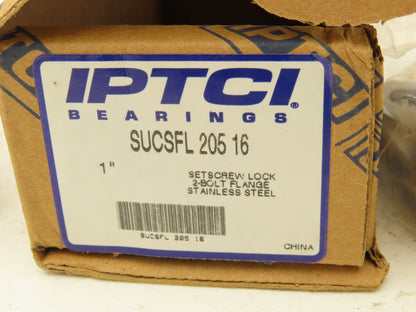 IPTCI
BEARINGS
SUCSFL 205 16
1"
SETSCREW LOCK
2-BOLT FLANGE
STAINLESS STEEL
SUCSFL 205 16
CHINA